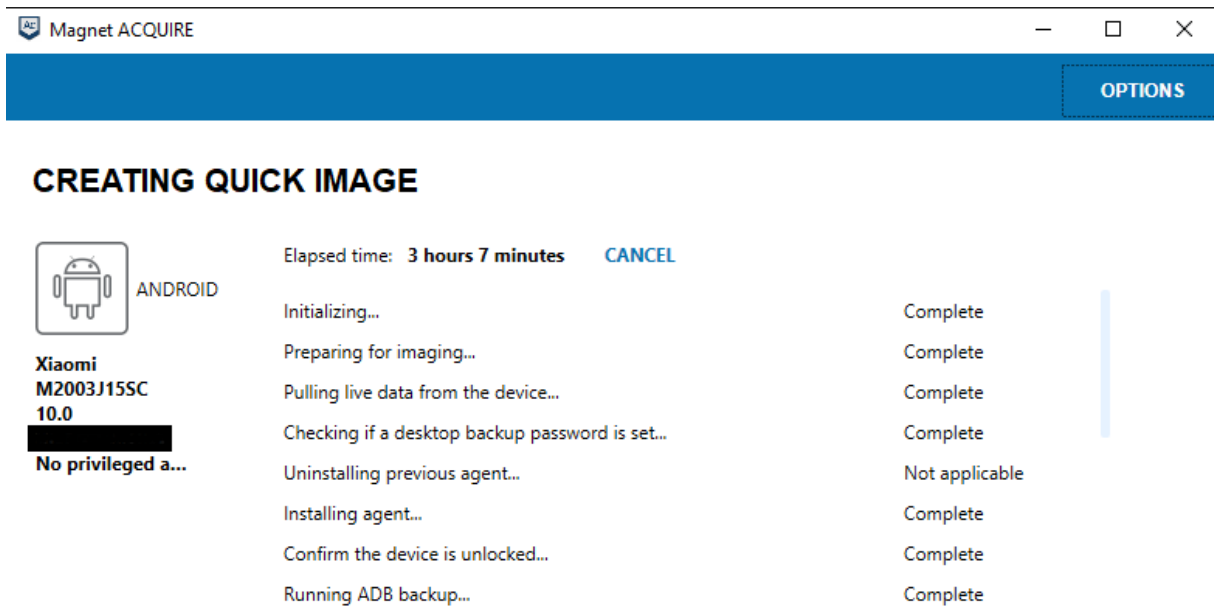 Magnet ACQUIRE
OPTIONS
CREATING QUICK IMAGE
ANDROID
Xiaomi
M2003J15SC
10.0
No privileged a...
Elapsed time: 3 hours 7 minutes CANCEL
Initializing... Complete
Preparing for imaging... Complete
Pulling live data from the device... Complete
Checking if a desktop backup password is set... Complete
Uninstalling previous agent... Not applicable
Installing agent... Complete
Confirm the device is unlocked... Complete
Running ADB backup... Complete